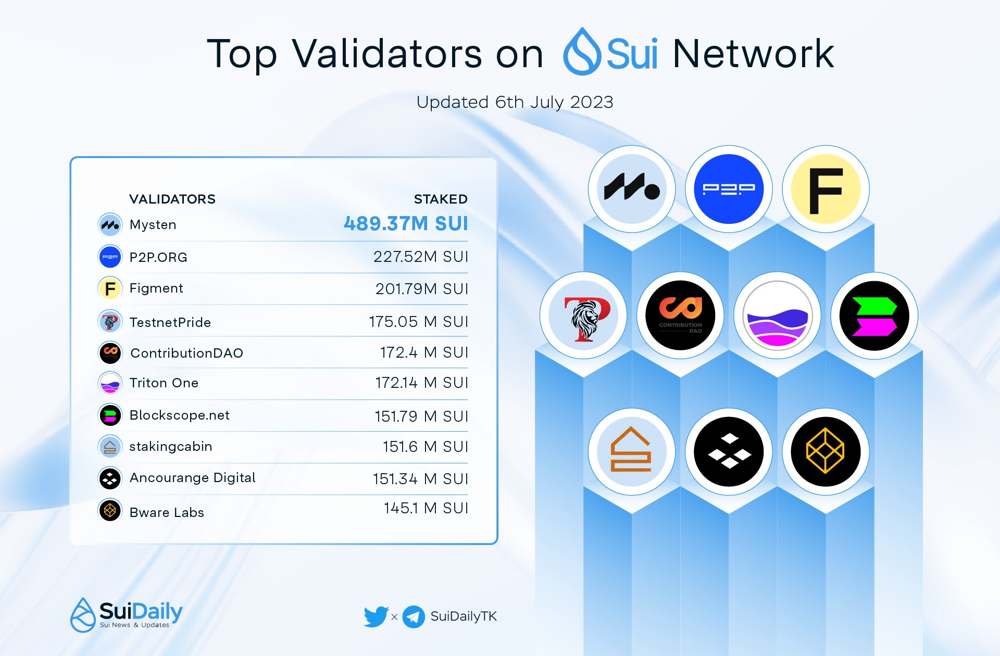 Top Validators on Sui Network
Updated 6th July 2023
VALIDATORS STAKED
Mysten 489.37M SUI
P2P.ORG 227.52M SUI
Figment 201.79M SUI
TestnetPride 175.05 M SUI
ContributionDAO 172.4 M SUI
Triton One 172.14 M SUI
Blockscope.net 151.79 M SUI
stakingcabin 151.6 M SUI
Ancourange Digital 151.34 M SUI
Bware Labs 145.1 M SUI
P2P
F
TP
CONTRIBUTION
DAO
SuiDaily
Sui News & Updates
× SuiDailyTK